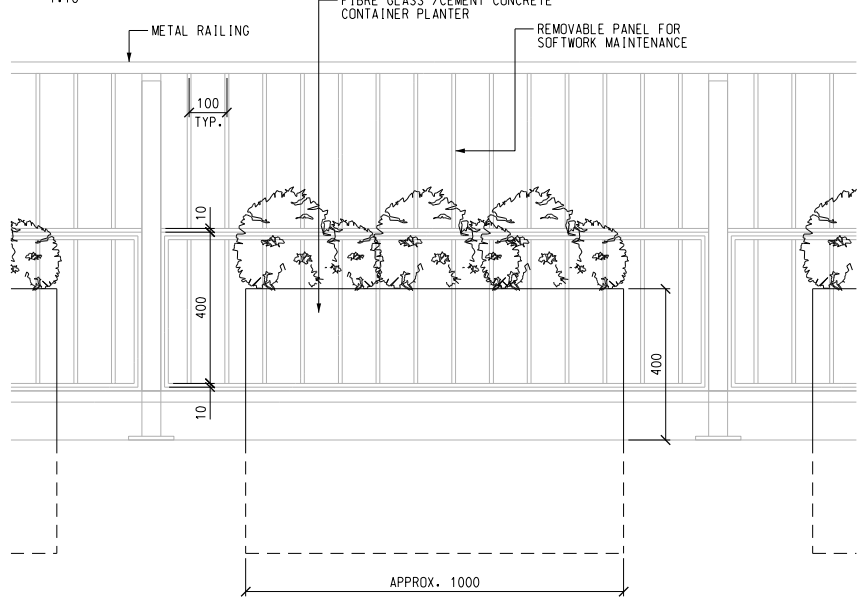 FIBRE GLASS /CEMENT CONCRETE
CONTAINER PLANTER
METAL RAILING
REMOVABLE PANEL FOR
SOFTWORK MAINTENANCE
100
TYP.
10
400
10
400
APPROX. 1000